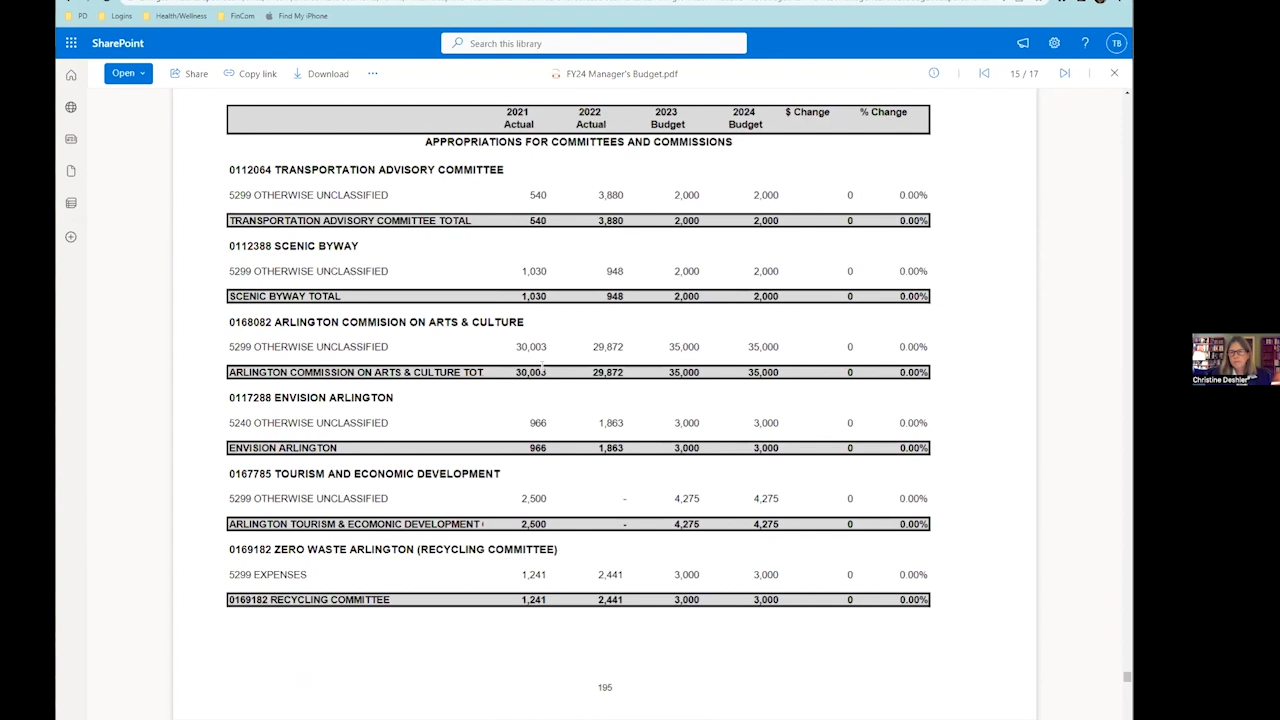 PD Logins Health/Wellness FinCom Find My iPhone
SharePoint Search this library TB
Open Share Copy link Download ... FY24 Manager's Budget.pdf 15 / 17
2021 2022 2023 2024 $ Change % Change
Actual Actual Budget Budget
APPROPRIATIONS FOR COMMITTEES AND COMMISSIONS
0112064 TRANSPORTATION ADVISORY COMMITTEE
5299 OTHERWISE UNCLASSIFIED 540 3,880 2,000 2,000 0 0.00%
TRANSPORTATION ADVISORY COMMITTEE TOTAL 540 3,880 2,000 2,000 0 0.00%
0112388 SCENIC BYWAY
5299 OTHERWISE UNCLASSIFIED 1,030 948 2,000 2,000 0 0.00%
SCENIC BYWAY TOTAL 1,030 948 2,000 2,000 0 0.00%
0168082 ARLINGTON COMMISION ON ARTS & CULTURE
5299 OTHERWISE UNCLASSIFIED 30,003 29,872 35,000 35,000 0 0.00%
ARLINGTON COMMISSION ON ARTS & CULTURE TOT 30,003 29,872 35,000 35,000 0 0.00%
0117288 ENVISION ARLINGTON
5240 OTHERWISE UNCLASSIFIED 966 1,863 3,000 3,000 0 0.00%
ENVISION ARLINGTON 966 1,863 3,000 3,000 0 0.00%
0167785 TOURISM AND ECONOMIC DEVELOPMENT
5299 OTHERWISE UNCLASSIFIED 2,500 - 4,275 4,275 0 0.00%
ARLINGTON TOURISM & ECOMONIC DEVELOPMENT 2,500 - 4,275 4,275 0 0.00%
0169182 ZERO WASTE ARLINGTON (RECYCLING COMMITTEE)
5299 EXPENSES 1,241 2,441 3,000 3,000 0 0.00%
0169182 RECYCLING COMMITTEE 1,241 2,441 3,000 3,000 0 0.00%
195
Christine Deshler